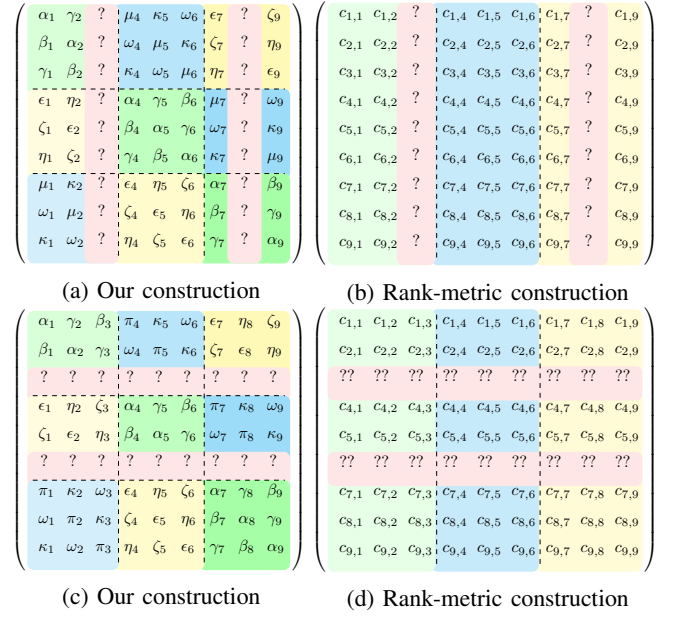 α₁ γ₂ ? μ₄ κ₅ ω₆ ϵ₇ ? ζ₉
β₁ α₂ ? ω₄ μ₅ κ₆ ζ₇ ? η₉
γ₁ β₂ ? κ₄ ω₅ μ₆ η₇ ? ϵ₉
ϵ₁ η₂ ? α₄ γ₅ β₆ μ₇ ? ω₉
ζ₁ ϵ₂ ? β₄ α₅ γ₆ ω₇ ? κ₉
η₁ ζ₂ ? γ₄ β₅ α₆ κ₇ ? μ₉
μ₁ κ₂ ? ϵ₄ η₅ ζ₆ α₇ ? β₉
ω₁ μ₂ ? ζ₄ ϵ₅ η₆ β₇ ? γ₉
κ₁ ω₂ ? η₄ ζ₅ ϵ₆ γ₇ ? α₉
(a) Our construction
c₁,₁ c₁,₂ ? c₁,₄ c₁,₅ c₁,₆ c₁,₇ ? c₁,₉
c₂,₁ c₂,₂ ? c₂,₄ c₂,₅ c₂,₆ c₂,₇ ? c₂,₉
c₃,₁ c₃,₂ ? c₃,₄ c₃,₅ c₃,₆ c₃,₇ ? c₃,₉
c₄,₁ c₄,₂ ? c₄,₄ c₄,₅ c₄,₆ c₄,₇ ? c₄,₉
c₅,₁ c₅,₂ ? c₅,₄ c₅,₅ c₅,₆ c₅,₇ ? c₅,₉
c₆,₁ c₆,₂ ? c₆,₄ c₆,₅ c₆,₆ c₆,₇ ? c₆,₉
c₇,₁ c₇,₂ ? c₇,₄ c₇,₅ c₇,₆ c₇,₇ ? c₇,₉
c₈,₁ c₈,₂ ? c₈,₄ c₈,₅ c₈,₆ c₈,₇ ? c₈,₉
c₉,₁ c₉,₂ ? c₉,₄ c₉,₅ c₉,₆ c₉,₇ ? c₉,₉
(b) Rank-metric construction
α₁ γ₂ β₃ π₄ κ₅ ω₆ ϵ₇ η₈ ζ₉
β₁ α₂ γ₃ ω₄ π₅ κ₆ ζ₇ ϵ₈ η₉
? ? ? ? ? ? ? ? ?
ϵ₁ η₂ ζ₃ α₄ γ₅ β₆ π₇ κ₈ ω₉
ζ₁ ϵ₂ η₃ β₄ α₅ γ₆ ω₇ π₈ κ₉
? ? ? ? ? ? ? ? ?
π₁ κ₂ ω₃ ϵ₄ η₅ ζ₆ α₇ γ₈ β₉
ω₁ π₂ κ₃ ζ₄ ϵ₅ η₆ β₇ α₈ γ₉
κ₁ ω₂ π₃ η₄ ζ₅ ϵ₆ γ₇ β₈ α₉
(c) Our construction
c₁,₁ c₁,₂ c₁,₃ c₁,₄ c₁,₅ c₁,₆ c₁,₇ c₁,₈ c₁,₉
c₂,₁ c₂,₂ c₂,₃ c₂,₄ c₂,₅ c₂,₆ c₂,₇ c₂,₈ c₂,₉
?? ?? ?? ?? ?? ?? ?? ?? ??
c₄,₁ c₄,₂ c₄,₃ c₄,₄ c₄,₅ c₄,₆ c₄,₇ c₄,₈ c₄,₉
c₅,₁ c₅,₂ c₅,₃ c₅,₄ c₅,₅ c₅,₆ c₅,₇ c₅,₈ c₅,₉
?? ?? ?? ?? ?? ?? ?? ?? ??
c₇,₁ c₇,₂ c₇,₃ c₇,₄ c₇,₅ c₇,₆ c₇,₇ c₇,₈ c₇,₉
c₈,₁ c₈,₂ c₈,₃ c₈,₄ c₈,₅ c₈,₆ c₈,₇ c₈,₈ c₈,₉
c₉,₁ c₉,₂ c₉,₃ c₉,₄ c₉,₅ c₉,₆ c₉,₇ c₉,₈ c₉,₉
(d) Rank-metric construction